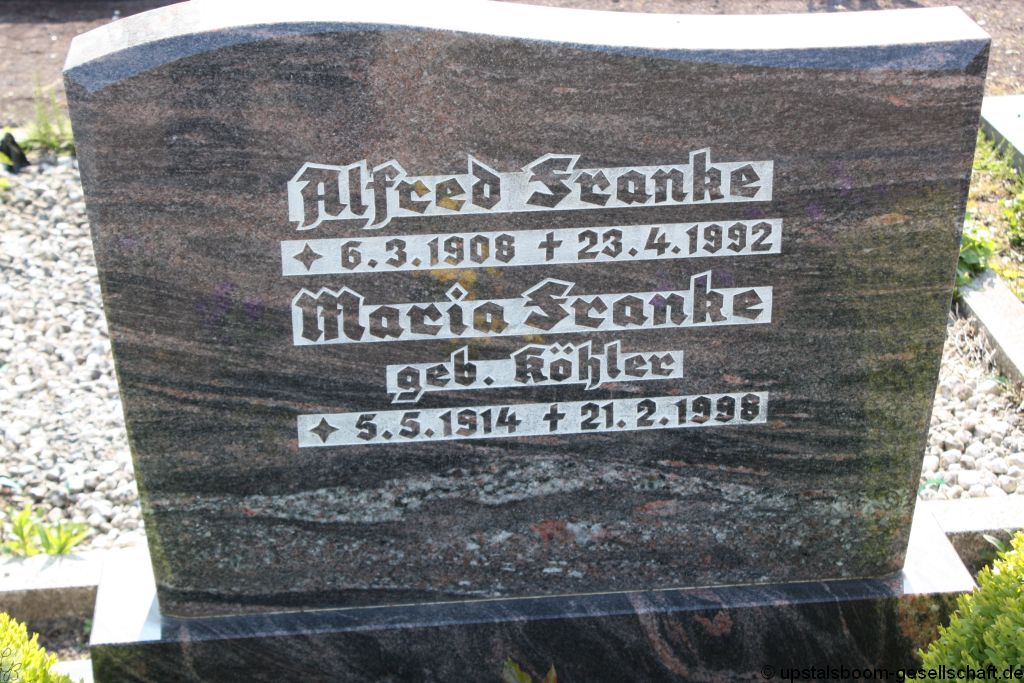 Alfred Franke
✦ 6.3.1908 ✝ 23.4.1992
Maria Franke
geb. Köhler
✦ 5.5.1914 ✝ 21.2.1998
© upstalsboom-gesellschaft.de